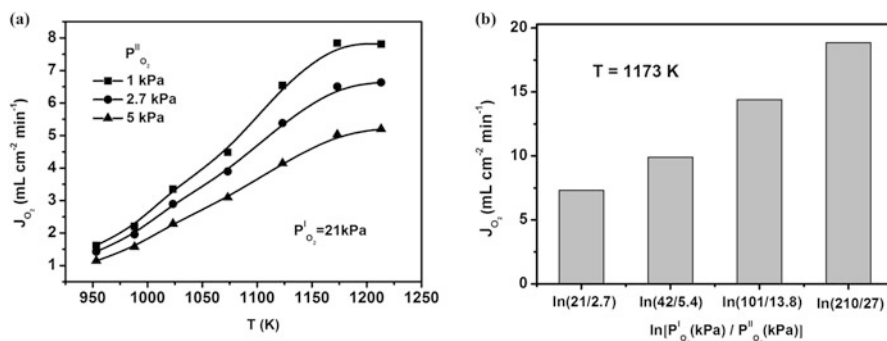 (a)
8
7
6
5
4
3
2
1
J_O₂ (mL cm⁻² min⁻¹)
P^II_O₂
1 kPa
2.7 kPa
5 kPa
P^I_O₂=21kPa
950 1000 1050 1100 1150 1200 1250
T (K)
(b)
20
15
10
5
0
J_O₂ (mL cm⁻² min⁻¹)
T = 1173 K
ln(21/2.7) ln(42/5.4) ln(101/13.8) ln(210/27)
ln[P^I_O₂(kPa) / P^II_O₂(kPa)]